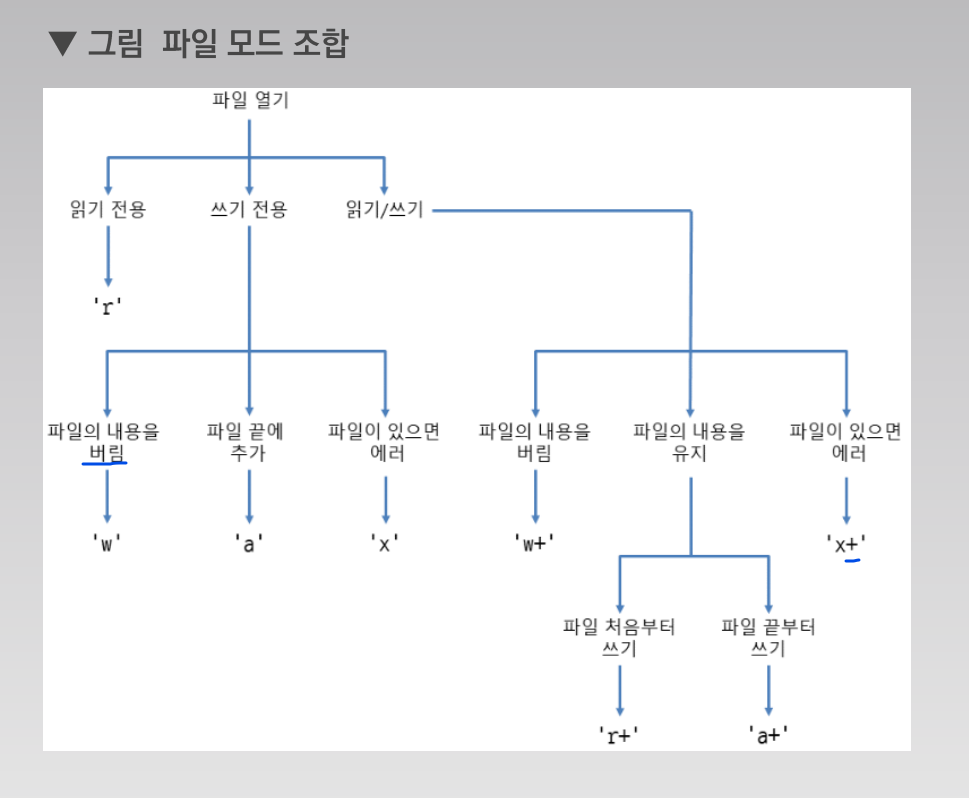 ▼ 그림 파일 모드 조합
파일 열기
읽기 전용
쓰기 전용
읽기/쓰기
'r'
파일의 내용을
버림
파일 끝에
추가
파일이 있으면
에러
파일의 내용을
버림
파일의 내용을
유지
파일이 있으면
에러
'w'
'a'
'x'
'w+'
'x+'
파일 처음부터
쓰기
파일 끝부터
쓰기
'r+'
'a+'